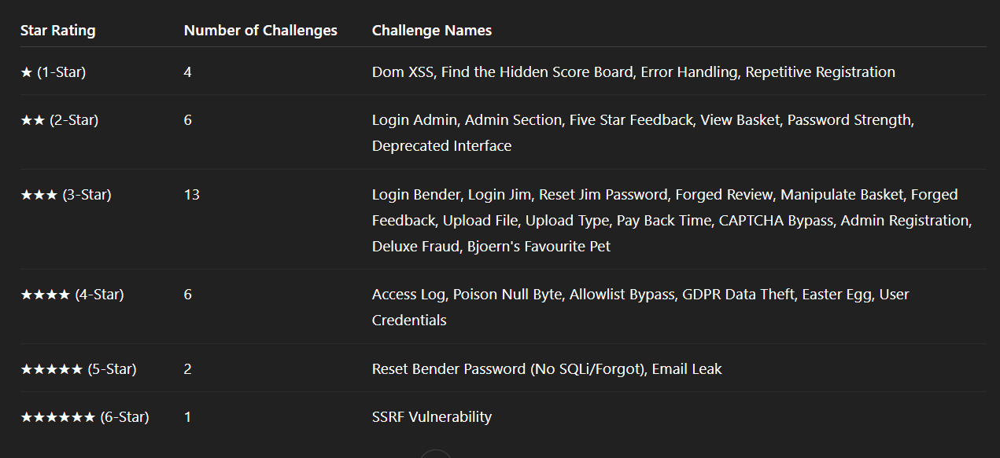 Star Rating Number of Challenges Challenge Names
★ (1-Star) 4 Dom XSS, Find the Hidden Score Board, Error Handling, Repetitive Registration
★★ (2-Star) 6 Login Admin, Admin Section, Five Star Feedback, View Basket, Password Strength,
Deprecated Interface
★★★ (3-Star) 13 Login Bender, Login Jim, Reset Jim Password, Forged Review, Manipulate Basket, Forged
Feedback, Upload File, Upload Type, Pay Back Time, CAPTCHA Bypass, Admin Registration,
Deluxe Fraud, Bjoern's Favourite Pet
★★★★ (4-Star) 6 Access Log, Poison Null Byte, Allowlist Bypass, GDPR Data Theft, Easter Egg, User
Credentials
★★★★★ (5-Star) 2 Reset Bender Password (No SQLi/Forgot), Email Leak
★★★★★★ (6-Star) 1 SSRF Vulnerability